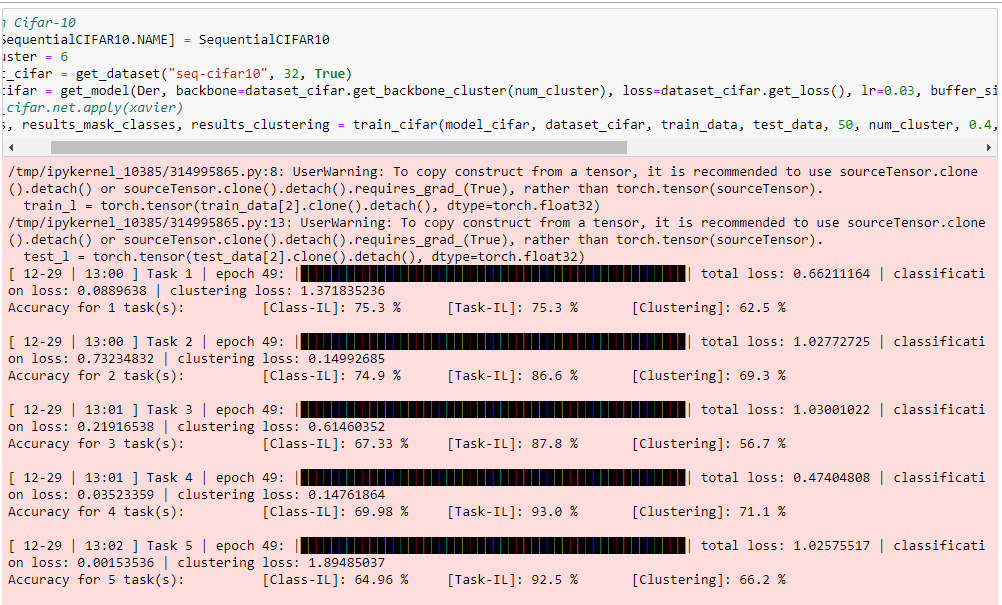 Cifar-10
SequentialCIFAR10.NAME] = SequentialCIFAR10
uster = 6
t_cifar = get_dataset("seq-cifar10", 32, True)
cifar = get_model(Der, backbone=dataset_cifar.get_backbone_cluster(num_cluster), loss=dataset_cifar.get_loss(), lr=0.03, buffer_si
_cifar.net.apply(xavier)
s, results_mask_classes, results_clustering = train_cifar(model_cifar, dataset_cifar, train_data, test_data, 50, num_cluster, 0.4,
/tmp/ipykernel_10385/314995865.py:8: UserWarning: To copy construct from a tensor, it is recommended to use sourceTensor.clone
().detach() or sourceTensor.clone().detach().requires_grad_(True), rather than torch.tensor(sourceTensor).
train_l = torch.tensor(train_data[2].clone().detach(), dtype=torch.float32)
/tmp/ipykernel_10385/314995865.py:13: UserWarning: To copy construct from a tensor, it is recommended to use sourceTensor.clone
().detach() or sourceTensor.clone().detach().requires_grad_(True), rather than torch.tensor(sourceTensor).
test_l = torch.tensor(test_data[2].clone().detach(), dtype=torch.float32)
[ 12-29 | 13:00 ] Task 1 | epoch 49: | | total loss: 0.66211164 | classificati
on loss: 0.0889638 | clustering loss: 1.371835236
Accuracy for 1 task(s): [Class-IL]: 75.3 % [Task-IL]: 75.3 % [Clustering]: 62.5 %
[ 12-29 | 13:00 ] Task 2 | epoch 49: | | total loss: 1.02772725 | classificati
on loss: 0.73234832 | clustering loss: 0.14992685
Accuracy for 2 task(s): [Class-IL]: 74.9 % [Task-IL]: 86.6 % [Clustering]: 69.3 %
[ 12-29 | 13:01 ] Task 3 | epoch 49: | | total loss: 1.03001022 | classificati
on loss: 0.21916538 | clustering loss: 0.61460352
Accuracy for 3 task(s): [Class-IL]: 67.33 % [Task-IL]: 87.8 % [Clustering]: 56.7 %
[ 12-29 | 13:01 ] Task 4 | epoch 49: | | total loss: 0.47404808 | classificati
on loss: 0.03523359 | clustering loss: 0.14761864
Accuracy for 4 task(s): [Class-IL]: 69.98 % [Task-IL]: 93.0 % [Clustering]: 71.1 %
[ 12-29 | 13:02 ] Task 5 | epoch 49: | | total loss: 1.02575517 | classificati
on loss: 0.00153536 | clustering loss: 1.89485037
Accuracy for 5 task(s): [Class-IL]: 64.96 % [Task-IL]: 92.5 % [Clustering]: 66.2 %